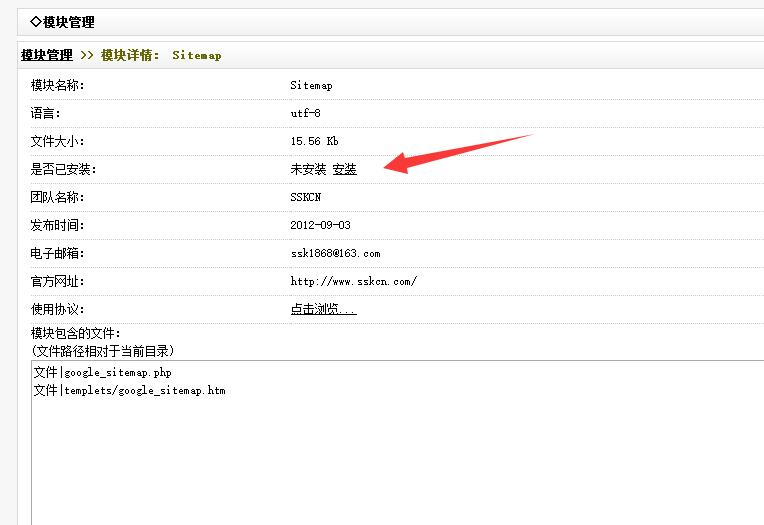 ◇模块管理
模块管理 >> 模块详情: Sitemap
模块名称: Sitemap
语言: utf-8
文件大小: 15.56 Kb
是否已安装: 未安装 安装
团队名称: SSKCN
发布时间: 2012-09-03
电子邮箱: ssk1868@163.com
官方网址: http://www.sskcn.com/
使用协议: 点击浏览...
模块包含的文件:
(文件路径相对于当前目录)
文件|google_sitemap.php
文件|templets/google_sitemap.htm